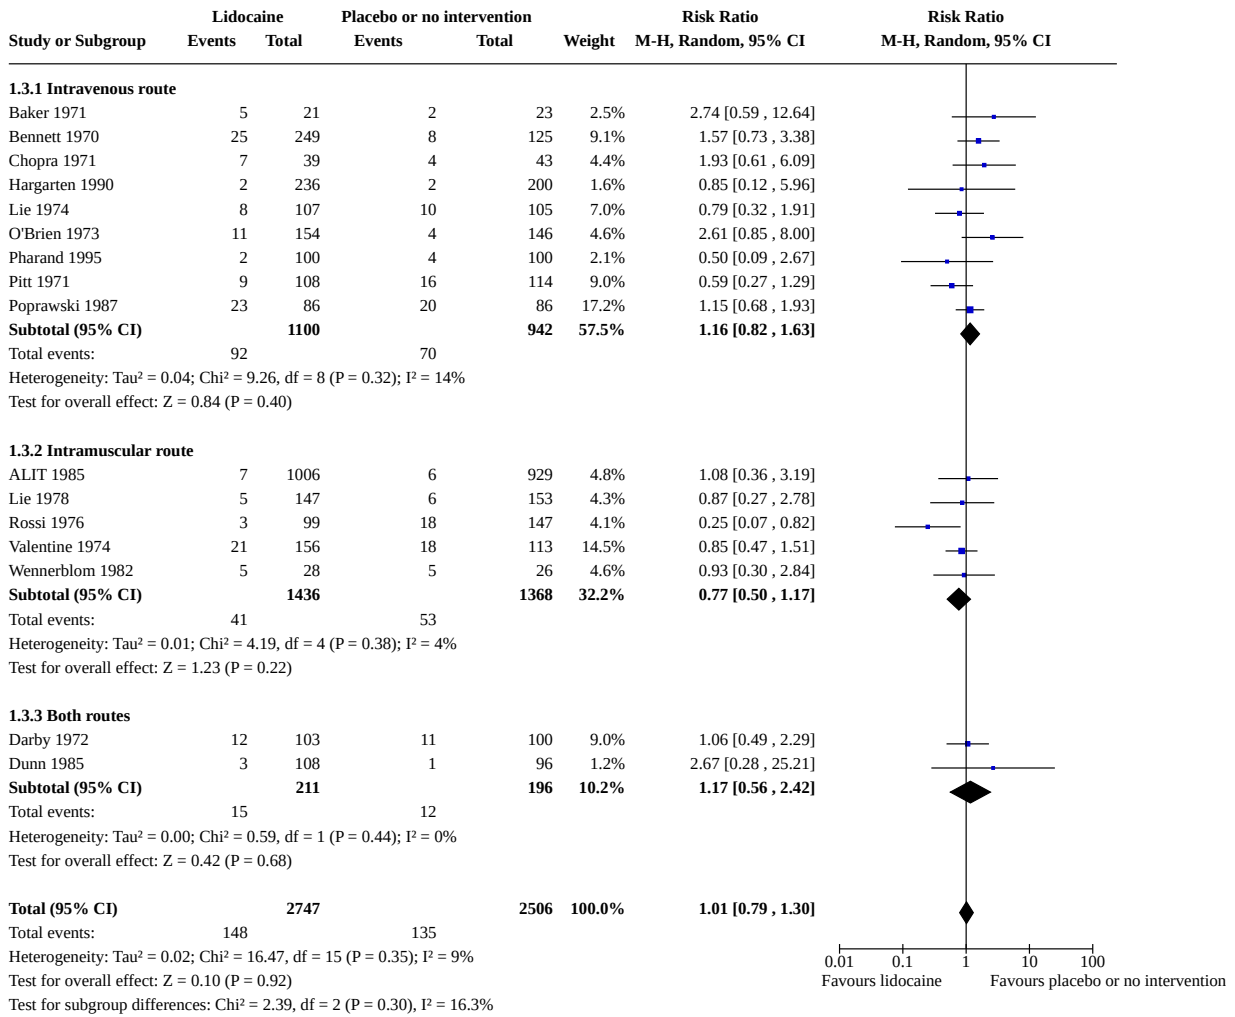 Lidocaine Placebo or no intervention Risk Ratio Risk Ratio
Study or Subgroup Events Total Events Total Weight M-H, Random, 95% CI M-H, Random, 95% CI
1.3.1 Intravenous route
Baker 1971 5 21 2 23 2.5% 2.74 [0.59 , 12.64]
Bennett 1970 25 249 8 125 9.1% 1.57 [0.73 , 3.38]
Chopra 1971 7 39 4 43 4.4% 1.93 [0.61 , 6.09]
Hargarten 1990 2 236 2 200 1.6% 0.85 [0.12 , 5.96]
Lie 1974 8 107 10 105 7.0% 0.79 [0.32 , 1.91]
O'Brien 1973 11 154 4 146 4.6% 2.61 [0.85 , 8.00]
Pharand 1995 2 100 4 100 2.1% 0.50 [0.09 , 2.67]
Pitt 1971 9 108 16 114 9.0% 0.59 [0.27 , 1.29]
Poprawski 1987 23 86 20 86 17.2% 1.15 [0.68 , 1.93]
Subtotal (95% CI) 1100 942 57.5% 1.16 [0.82 , 1.63]
Total events: 92 70
Heterogeneity: Tau² = 0.04; Chi² = 9.26, df = 8 (P = 0.32); I² = 14%
Test for overall effect: Z = 0.84 (P = 0.40)
1.3.2 Intramuscular route
ALIT 1985 7 1006 6 929 4.8% 1.08 [0.36 , 3.19]
Lie 1978 5 147 6 153 4.3% 0.87 [0.27 , 2.78]
Rossi 1976 3 99 18 147 4.1% 0.25 [0.07 , 0.82]
Valentine 1974 21 156 18 113 14.5% 0.85 [0.47 , 1.51]
Wennerblom 1982 5 28 5 26 4.6% 0.93 [0.30 , 2.84]
Subtotal (95% CI) 1436 1368 32.2% 0.77 [0.50 , 1.17]
Total events: 41 53
Heterogeneity: Tau² = 0.01; Chi² = 4.19, df = 4 (P = 0.38); I² = 4%
Test for overall effect: Z = 1.23 (P = 0.22)
1.3.3 Both routes
Darby 1972 12 103 11 100 9.0% 1.06 [0.49 , 2.29]
Dunn 1985 3 108 1 96 1.2% 2.67 [0.28 , 25.21]
Subtotal (95% CI) 211 196 10.2% 1.17 [0.56 , 2.42]
Total events: 15 12
Heterogeneity: Tau² = 0.00; Chi² = 0.59, df = 1 (P = 0.44); I² = 0%
Test for overall effect: Z = 0.42 (P = 0.68)
Total (95% CI) 2747 2506 100.0% 1.01 [0.79 , 1.30]
Total events: 148 135
Heterogeneity: Tau² = 0.02; Chi² = 16.47, df = 15 (P = 0.35); I² = 9%
0.01 0.1 1 10 100
Test for overall effect: Z = 0.10 (P = 0.92)
Favours lidocaine Favours placebo or no intervention
Test for subgroup differences: Chi² = 2.39, df = 2 (P = 0.30), I² = 16.3%